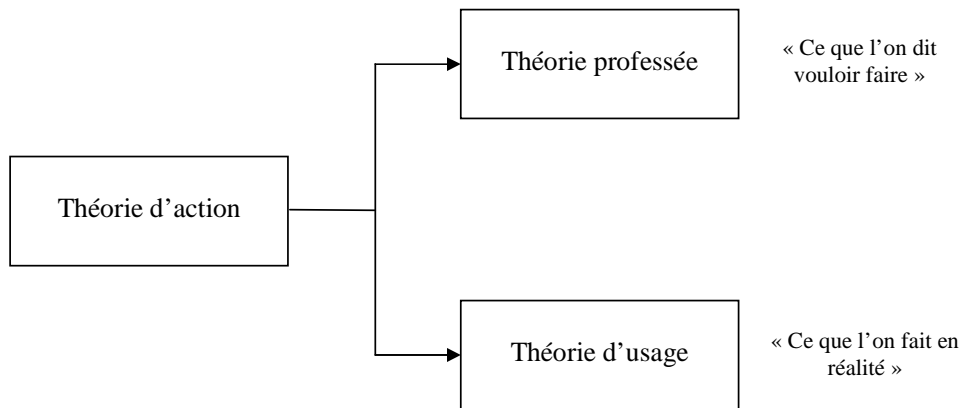 Théorie professée
« Ce que l’on dit
vouloir faire »
Théorie d’action
Théorie d’usage
« Ce que l’on fait en
réalité »